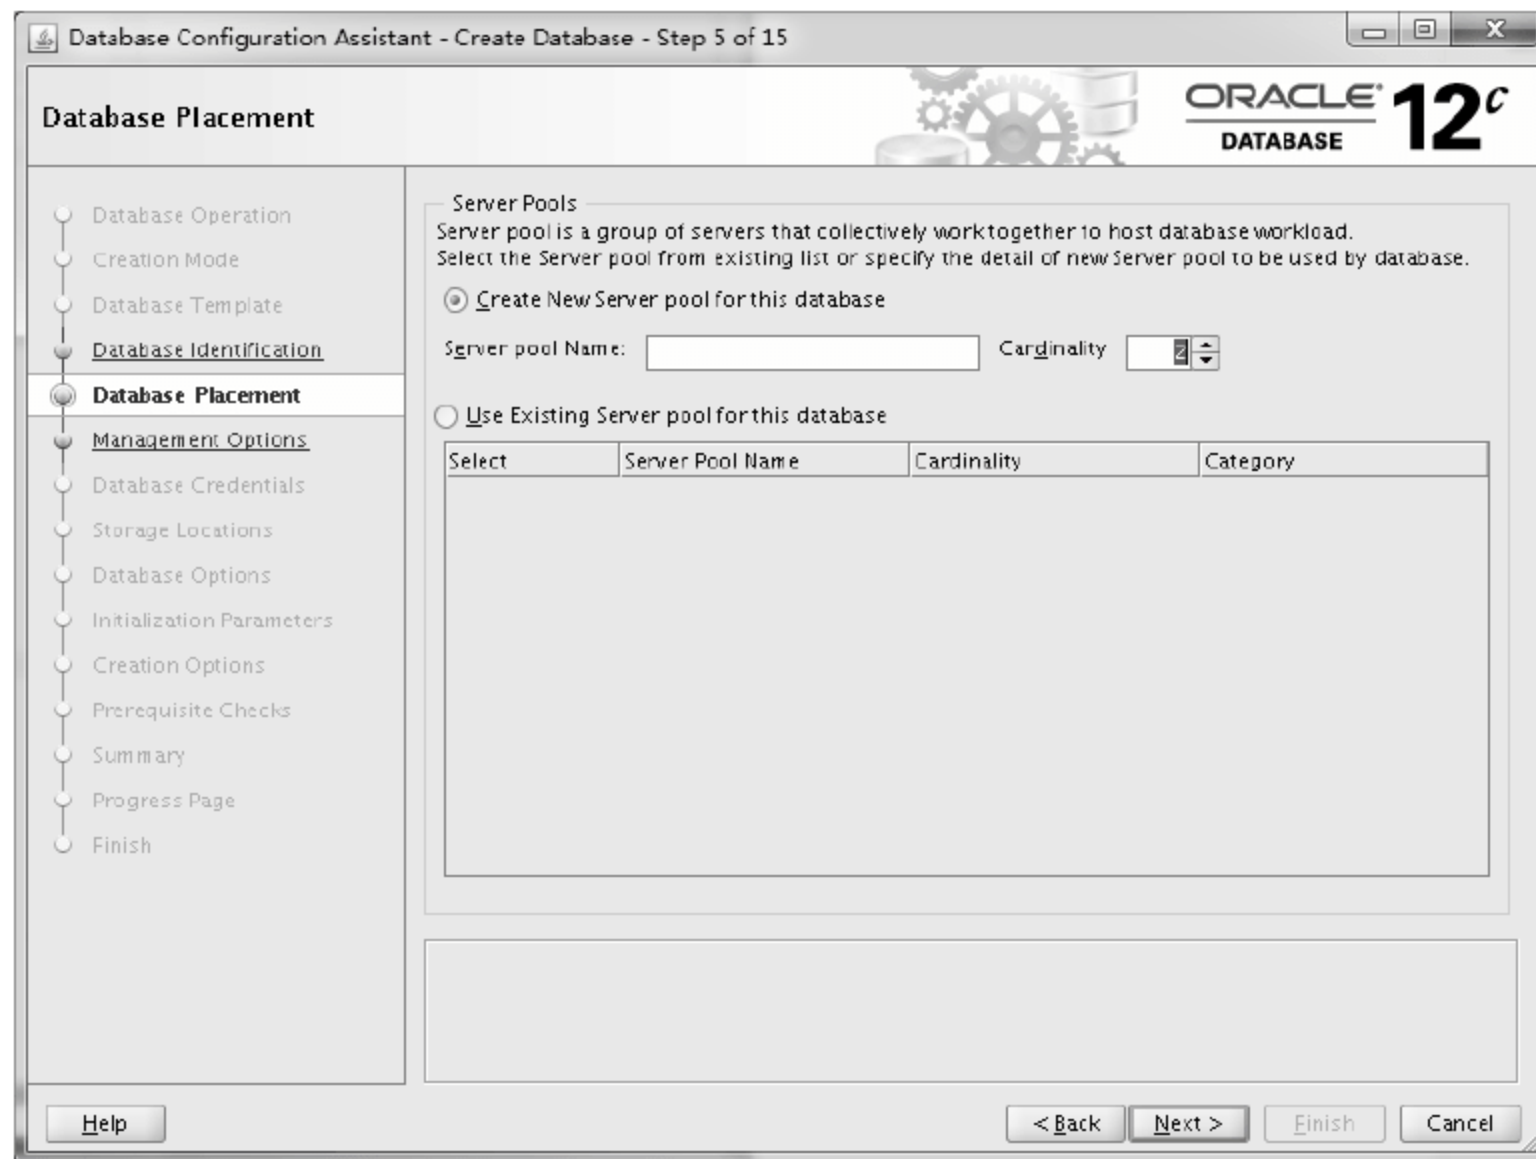 Database Configuration Assistant - Create Database - Step 5 of 15
Database Placement
ORACLE
DATABASE
12c
Database Operation
Creation Mode
Database Template
Database Identification
Database Placement
Management Options
Database Credentials
Storage Locations
Database Options
Initialization Parameters
Creation Options
Prerequisite Checks
Summary
Progress Page
Finish
Server Pools
Server pool is a group of servers that collectively work together to host database workload.
Select the Server pool from existing list or specify the detail of new Server pool to be used by database.
Create New Server pool for this database
Server pool Name: Cardinality 2
Use Existing Server pool for this database
Select Server Pool Name Cardinality Category
Help < Back Next > Finish Cancel